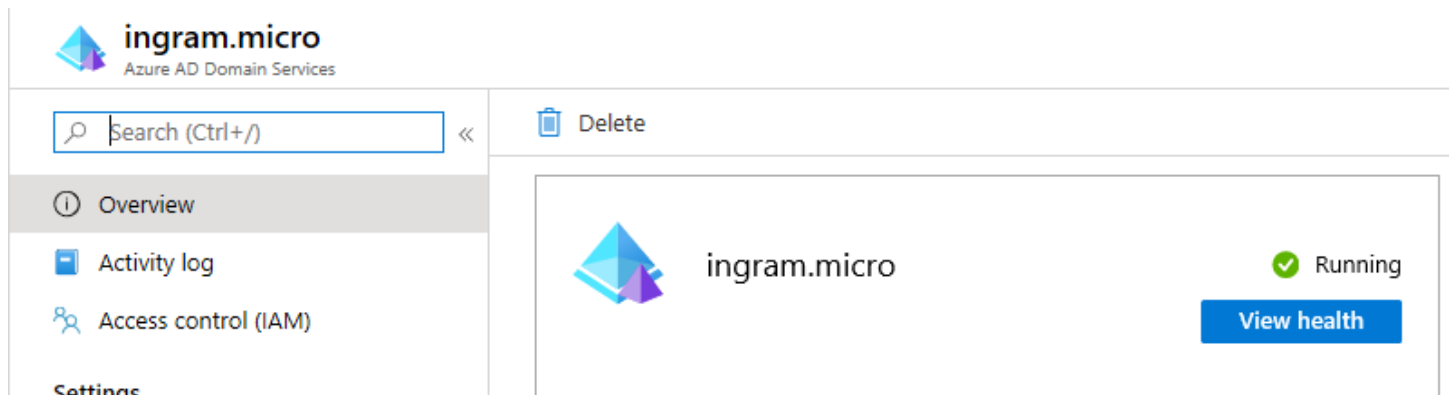 ingram.micro
Azure AD Domain Services
Search (Ctrl+/)
«
Delete
Overview
Activity log
Access control (IAM)
Settings
ingram.micro
Running
View health